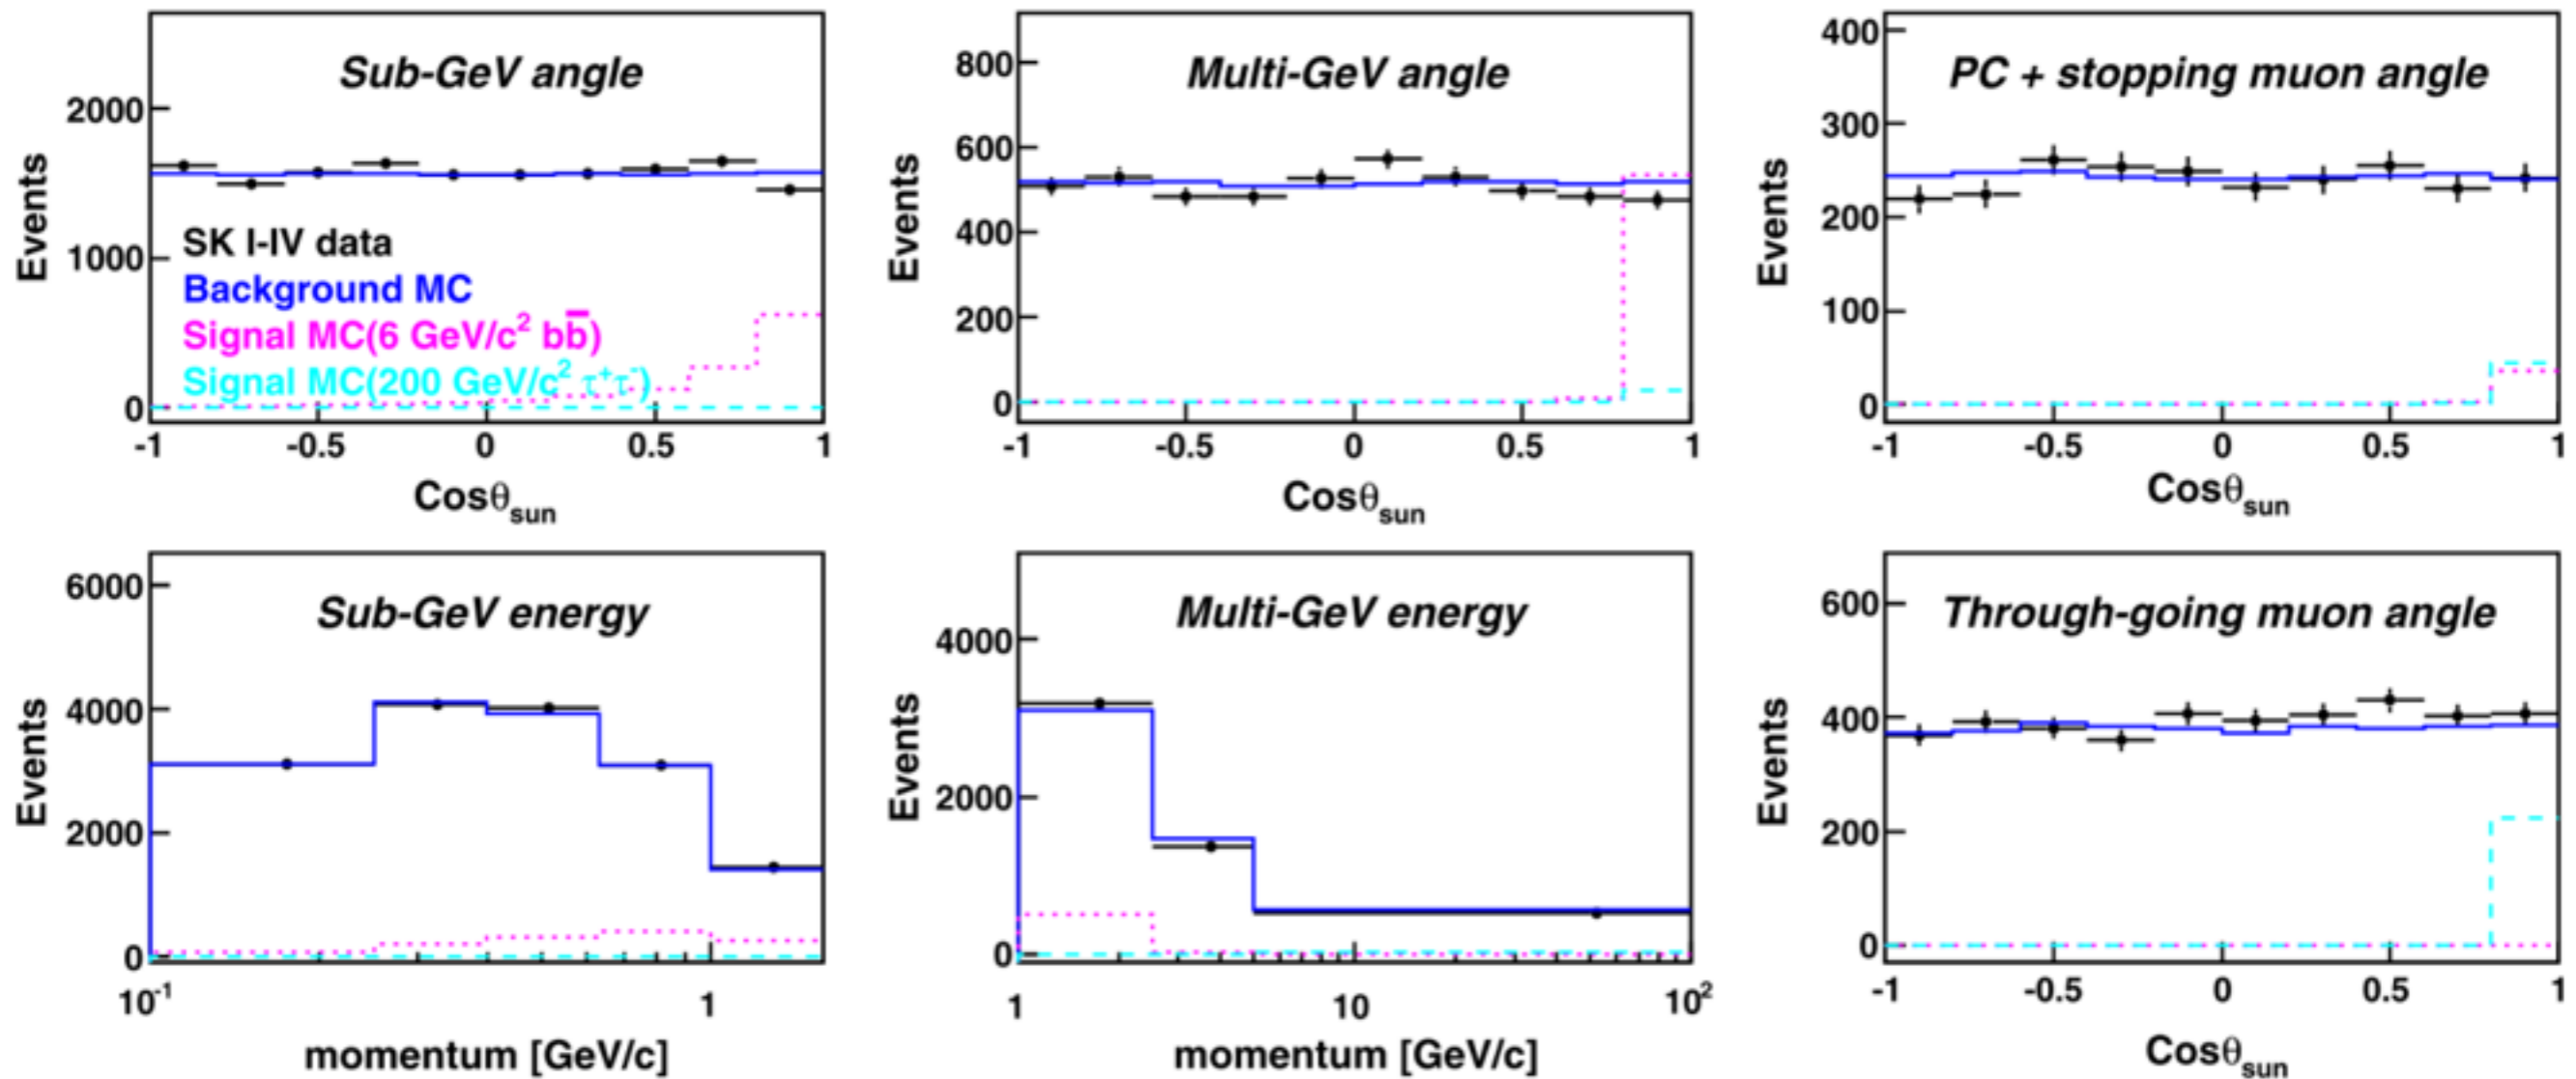 Sub-GeV angle
Events
2000
1000
0
SK I-IV data
Background MC
Signal MC(6 GeV/c² bb̅)
Signal MC(200 GeV/c² τ⁺τ⁻)
-1 -0.5 0 0.5 1
Cosθsun
Multi-GeV angle
Events
800
600
400
200
0
-1 -0.5 0 0.5 1
Cosθsun
PC + stopping muon angle
Events
400
300
200
100
0
-1 -0.5 0 0.5 1
Cosθsun
Sub-GeV energy
Events
6000
4000
2000
0
10⁻¹ 1
momentum [GeV/c]
Multi-GeV energy
Events
4000
2000
0
1 10 10²
momentum [GeV/c]
Through-going muon angle
Events
600
400
200
0
-1 -0.5 0 0.5 1
Cosθsun